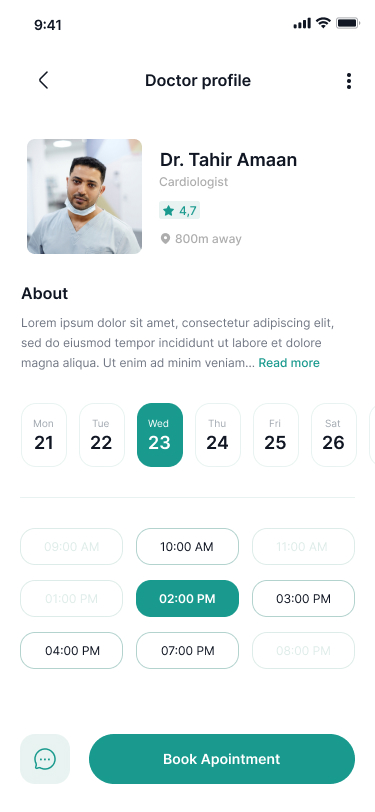 9:41
Doctor profile
Dr. Tahir Amaan
Cardiologist
4,7
800m away
About
Lorem ipsum dolor sit amet, consectetur adipiscing elit,
sed do eiusmod tempor incididunt ut labore et dolore
magna aliqua. Ut enim ad minim veniam... Read more
Mon Tue Wed Thu Fri Sat
21 22 23 24 25 26
09:00 AM 10:00 AM 11:00 AM
01:00 PM 02:00 PM 03:00 PM
04:00 PM 07:00 PM 08:00 PM
Book Apointment